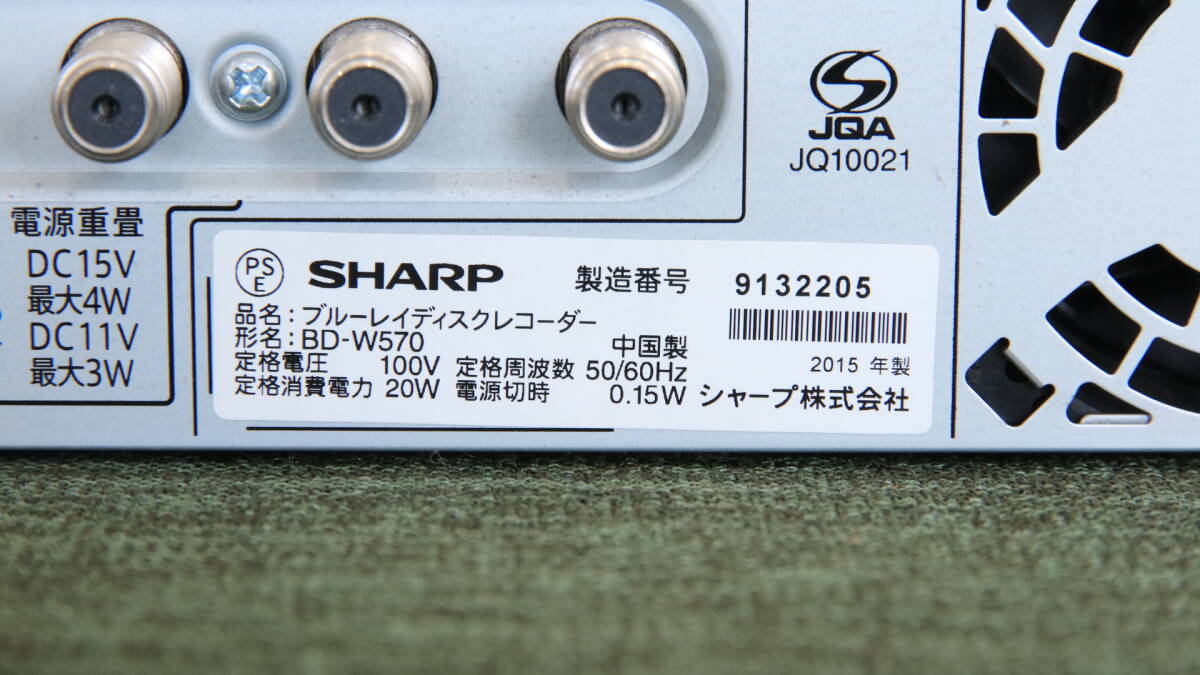 JQA
JQ10021
電源重畳
DC15V
最大4W
DC11V
最大3W
PSE SHARP 製造番号 9132205
品名:ブルーレイディスクレコーダー
形名:BD-W570 中国製
2015 年製
定格電圧 100V 定格周波数 50/60Hz
定格消費電力 20W 電源切時 0.15W シャープ株式会社